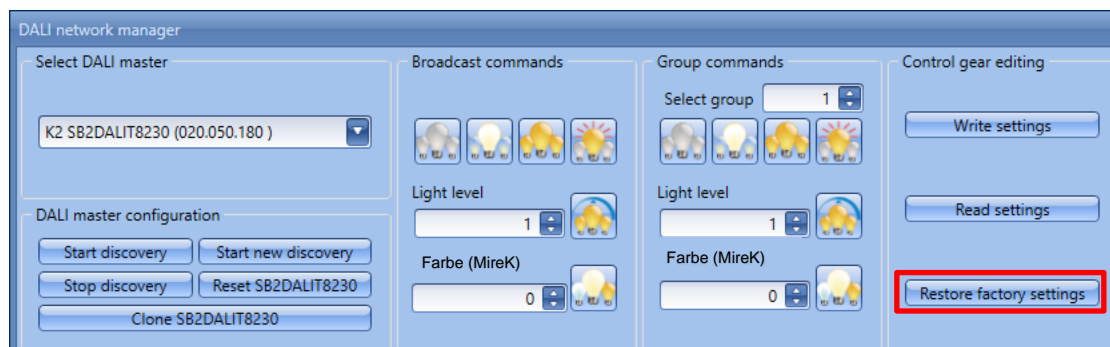 DALI network manager
Select DALI master
K2 SB2DALIT8230 (020.050.180 )
DALI master configuration
Start discovery
Start new discovery
Stop discovery
Reset SB2DALIT8230
Clone SB2DALIT8230
Broadcast commands
Light level
1
Farbe (MireK)
0
Group commands
Select group
1
Light level
1
Farbe (MireK)
0
Control gear editing
Write settings
Read settings
Restore factory settings